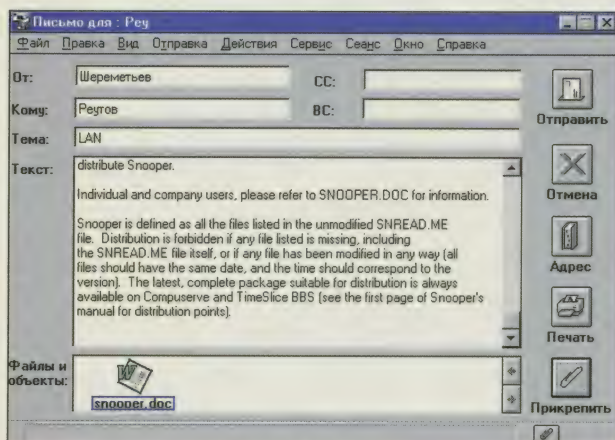 Письмо для : Реу
Файл Правка Вид Отправка Действия Сервис Сеанс Окно Справка
От: Шереметьев CC:
Кому: Реутов BC:
Тема: LAN
Текст:
distribute Snooper.
Individual and company users, please refer to SNOOPER.DOC for information.
Snooper is defined as all the files listed in the unmodified SNREAD.ME
file. Distribution is forbidden if any file listed is missing, including
the SNREAD.ME file itself, or if any file has been modified in any way (all
files should have the same date, and the time should correspond to the
version). The latest, complete package suitable for distribution is always
available on Compuserve and TimeSlice BBS (see the first page of Snooper's
manual for distribution points).
Файлы и
объекты:
snooper.doc
Отправить
Отмена
Адрес
Печать
Прикрепить